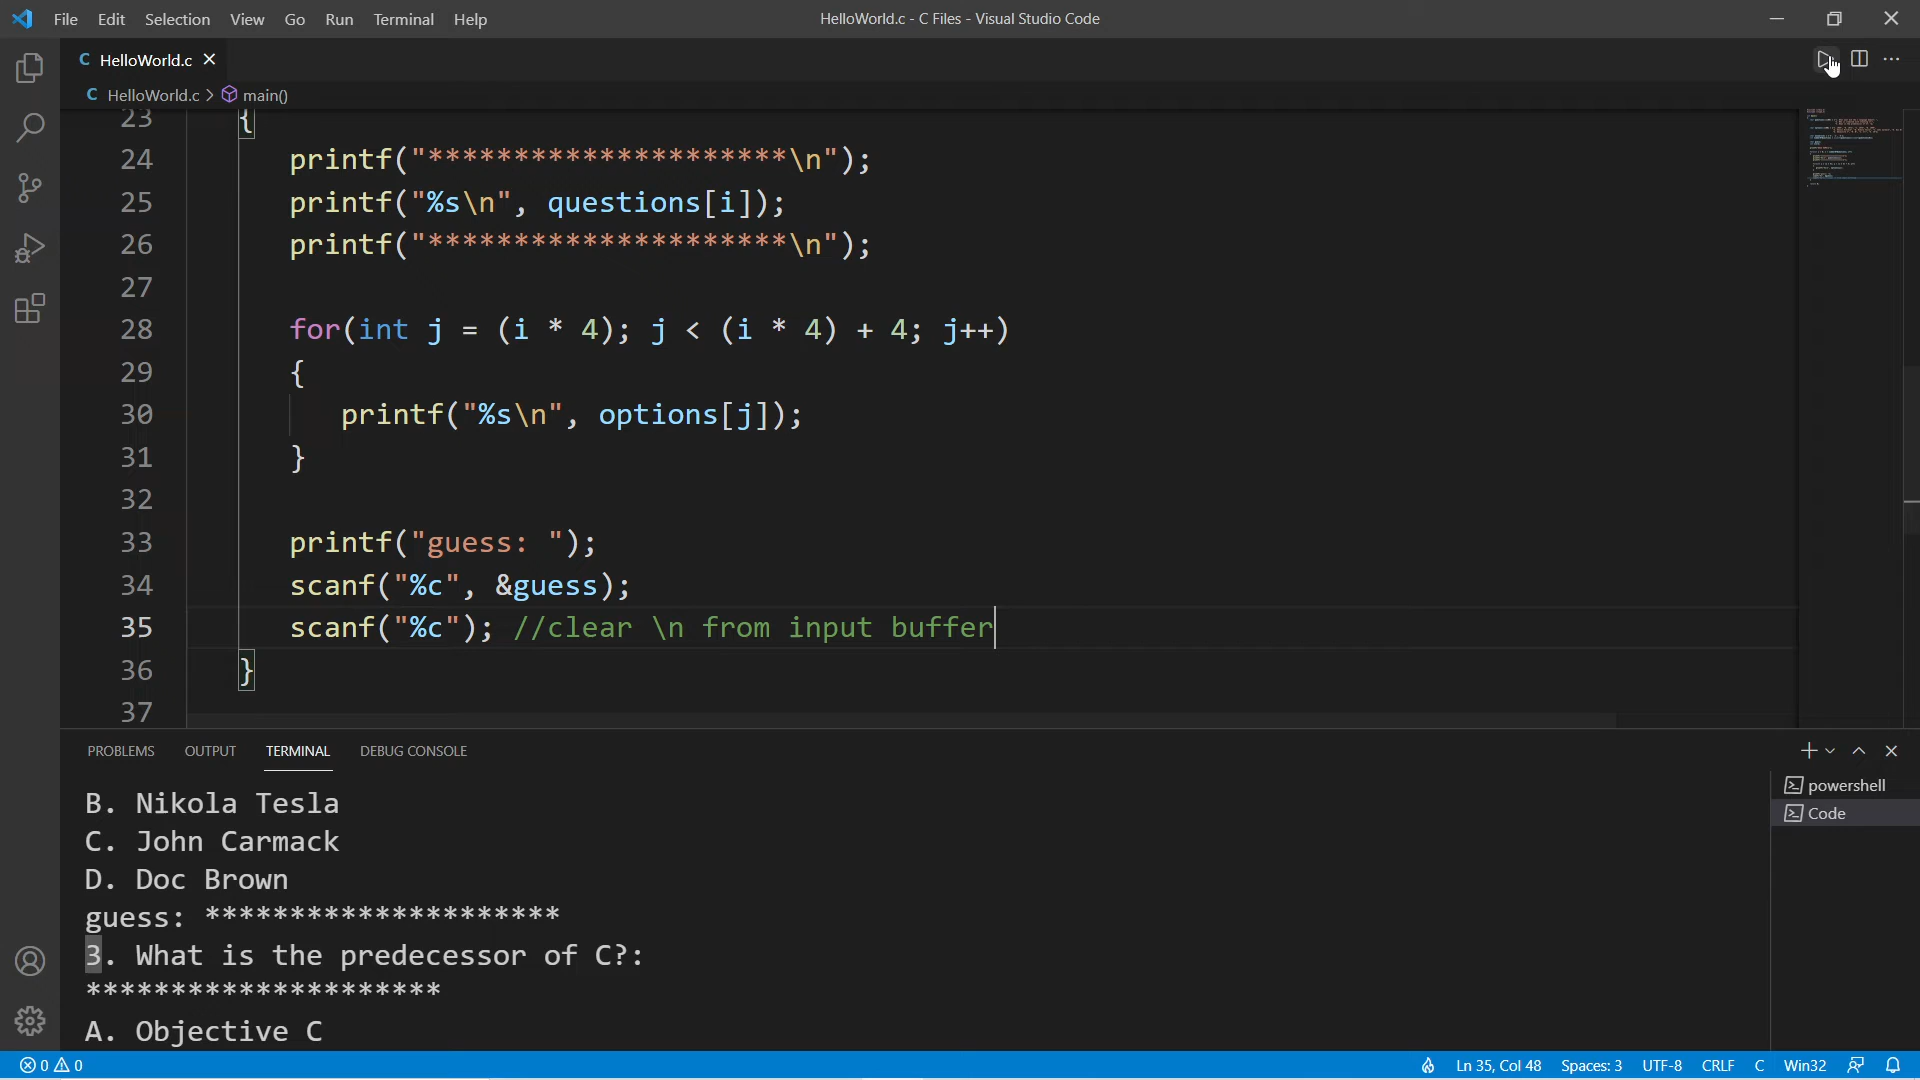 File Edit Selection View Go Run Terminal Help
HelloWorld.c - C Files - Visual Studio Code
C HelloWorld.c
C HelloWorld.c > main()
23 {
24 printf("*********************\n");
25 printf("%s\n", questions[i]);
26 printf("*********************\n");
27
28 for(int j = (i * 4); j < (i * 4) + 4; j++)
29 {
30 printf("%s\n", options[j]);
31 }
32
33 printf("guess: ");
34 scanf("%c", &guess);
35 scanf("%c"); //clear \n from input buffer
36 }
37
PROBLEMS OUTPUT TERMINAL DEBUG CONSOLE
powershell
Code
B. Nikola Tesla
C. John Carmack
D. Doc Brown
guess: *********************
3. What is the predecessor of C?:
*********************
A. Objective C
0 0 Ln 35, Col 48 Spaces: 3 UTF-8 CRLF C Win32